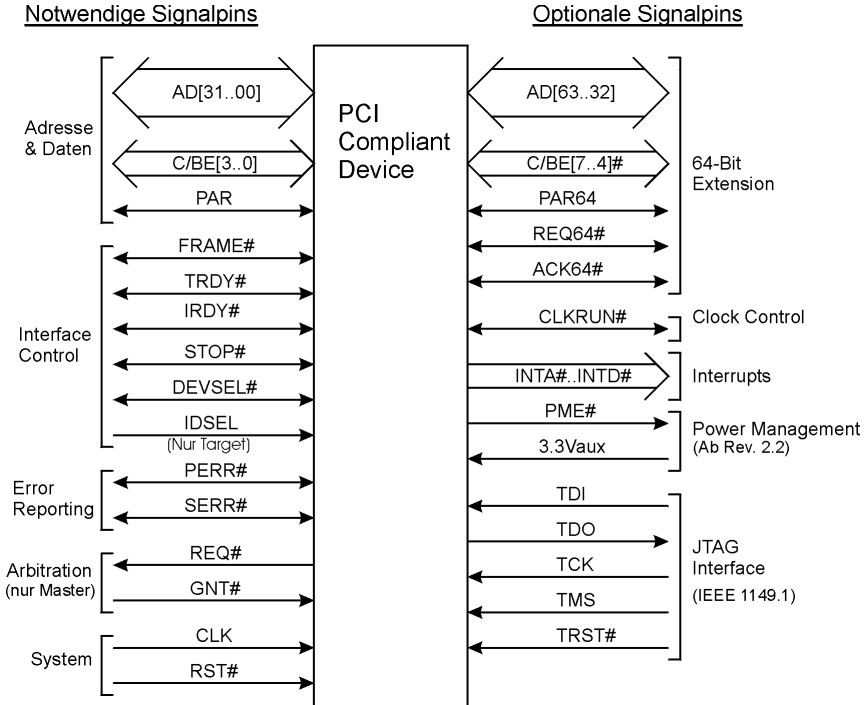 Notwendige Signalpins
Optionale Signalpins
Adresse
& Daten
AD[31..00]
C/BE[3..0]
PAR
Interface
Control
FRAME#
TRDY#
IRDY#
STOP#
DEVSEL#
IDSEL
(Nur Target)
Error
Reporting
PERR#
SERR#
Arbitration
(nur Master)
REQ#
GNT#
System
CLK
RST#
PCI
Compliant
Device
AD[63..32]
C/BE[7..4]#
PAR64
REQ64#
ACK64#
64-Bit
Extension
CLKRUN#
Clock Control
INTA#..INTD#
Interrupts
PME#
3.3Vaux
Power Management
(Ab Rev. 2.2)
TDI
TDO
TCK
TMS
TRST#
JTAG
Interface
(IEEE 1149.1)